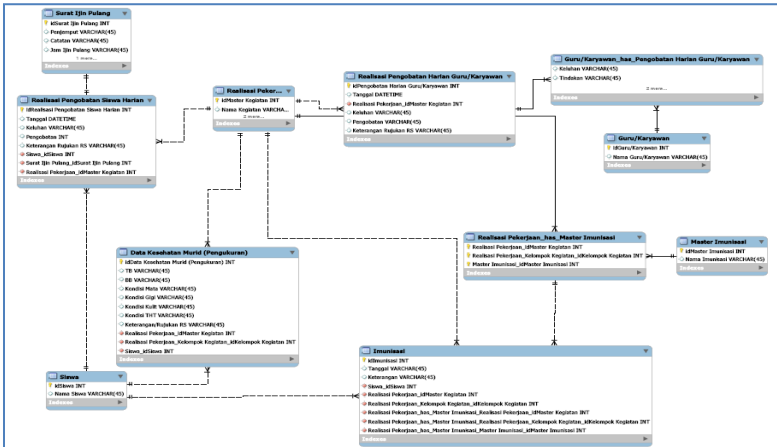 Surat Ijin Pulang
idSurat Ijin Pulang INT
Penjemput VARCHAR(45)
Catatan VARCHAR(45)
Jam Ijin Pulang VARCHAR(45)
1 more...
Indexes
Realisasi Pengobatan Siswa Harian
idRealisasi Pengobatan Siswa Harian INT
Tanggal DATETIME
Keluhan VARCHAR(45)
Pengobatan INT
Keterangan Rujukan RS VARCHAR(45)
Siswa_idSiswa INT
Surat Ijin Pulang_idSurat Ijin Pulang INT
Realisasi Pekerjaan_idMaster Kegiatan INT
Indexes
Realisasi Peker...
idMaster Kegiatan INT
Nama Kegiatan VARCHA...
2 more...
Indexes
Realisasi Pengobatan Harian Guru/Karyawan
idPengobatan Harian Guru/Karyawan INT
Tanggal DATETIME
Realisasi Pekerjaan_idMaster Kegiatan INT
Keluhan VARCHAR(45)
Pengobatan VARCHAR(45)
Keterangan Rujukan RS VARCHAR(45)
Indexes
Guru/Karyawan_has_Pengobatan Harian Guru/Karyawan
Keluhan VARCHAR(45)
Tindakan VARCHAR(45)
2 more...
Indexes
Guru/Karyawan
idGuru/Karyawan INT
Nama Guru/Karyawan VARCHAR(45)
Indexes
Realisasi Pekerjaan_has_Master Imunisasi
Realisasi Pekerjaan_idMaster Kegiatan INT
Realisasi Pekerjaan_Kelompok Kegiatan_idKelompok Kegiatan INT
Master Imunisasi_idMaster Imunisasi INT
Indexes
Master Imunisasi
idMaster Imunisasi INT
Nama Imunisasi VARCHAR(45)
Indexes
Data Kesehatan Murid (Pengukuran)
idData Kesehatan Murid (Pengukuran) INT
TB VARCHAR(45)
BB VARCHAR(45)
Kondisi Mata VARCHAR(45)
Kondisi Gigi VARCHAR(45)
Kondisi Kulit VARCHAR(45)
Kondisi THT VARCHAR(45)
Keterangan/Rujukan RS VARCHAR(45)
Realisasi Pekerjaan_idMaster Kegiatan INT
Realisasi Pekerjaan_Kelompok Kegiatan_idKelompok Kegiatan INT
Siswa_idSiswa INT
Indexes
Siswa
idSiswa INT
Nama Siswa VARCHAR(45)
Indexes
Imunisasi
idImunisasi INT
Tanggal VARCHAR(45)
Keterangan VARCHAR(45)
Siswa_idSiswa INT
Realisasi Pekerjaan_idMaster Kegiatan INT
Realisasi Pekerjaan_Kelompok Kegiatan_idKelompok Kegiatan INT
Realisasi Pekerjaan_has_Master Imunisasi_Realisasi Pekerjaan_idMaster Kegiatan INT
Realisasi Pekerjaan_has_Master Imunisasi_Realisasi Pekerjaan_Kelompok Kegiatan_idKelompok Kegiatan INT
Realisasi Pekerjaan_has_Master Imunisasi_Master Imunisasi_idMaster Imunisasi INT
Indexes